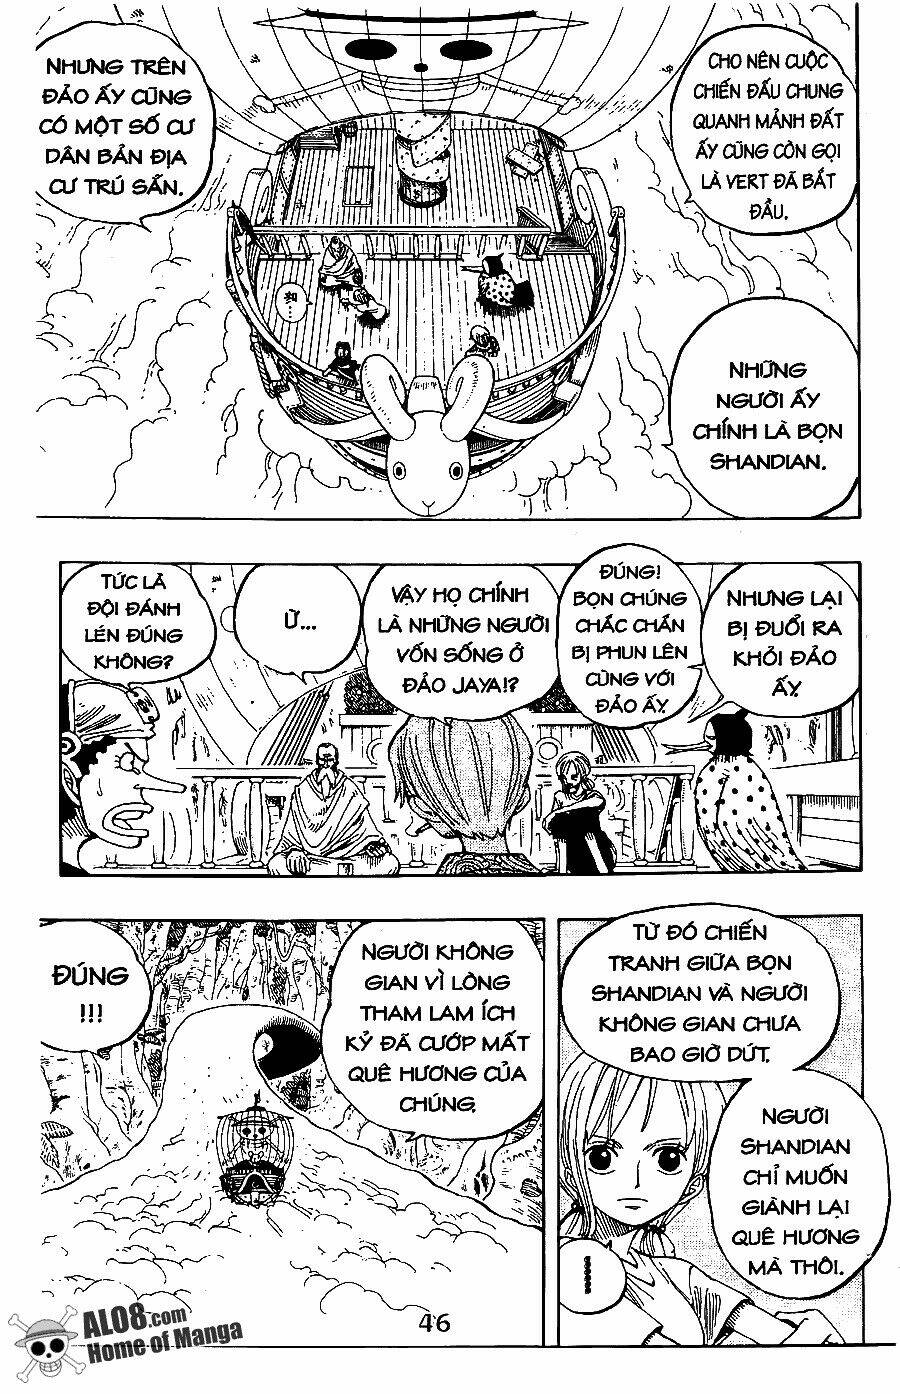 NHƯNG TRÊN
ĐẢO ẤY CŨNG
CÓ MỘT SỐ CƯ
DÂN BẢN ĐỊA
CƯ TRÚ SẴN.
CHO NÊN CUỘC
CHIẾN ĐẤU CHUNG
QUANH MẢNH ĐẤT
ẤY CŨNG CÒN GỌI
LÀ VERT ĐÃ BẮT
ĐẦU.
NHỮNG
NGƯỜI ẤY
CHÍNH LÀ BỌN
SHANDIAN.
TỨC LÀ
ĐỘI ĐÁNH
LÉN ĐÚNG
KHÔNG?
Ừ...
VẬY HỌ CHÍNH
LÀ NHỮNG NGƯỜI
VỐN SỐNG Ở
ĐẢO JAYA!?
ĐÚNG!
BỌN CHÚNG
CHẮC CHẮN
BỊ PHUN LÊN
CÙNG VỚI
ĐẢO ẤY.
NHƯNG LẠI
BỊ ĐUỔI RA
KHỎI ĐẢO
ẤY.
ĐÚNG
!!!
NGƯỜI KHÔNG
GIAN VÌ LÒNG
THAM LAM ÍCH
KỶ ĐÃ CƯỚP MẤT
QUÊ HƯƠNG CỦA
CHÚNG.
TỪ ĐÓ CHIẾN
TRANH GIỮA BỌN
SHANDIAN VÀ NGƯỜI
KHÔNG GIAN CHƯA
BAO GIỜ DỨT.
NGƯỜI
SHANDIAN
CHỈ MUỐN
GIÀNH LẠI
QUÊ HƯƠNG
MÀ THÔI.
........
46
ALO8.com
Home of Manga